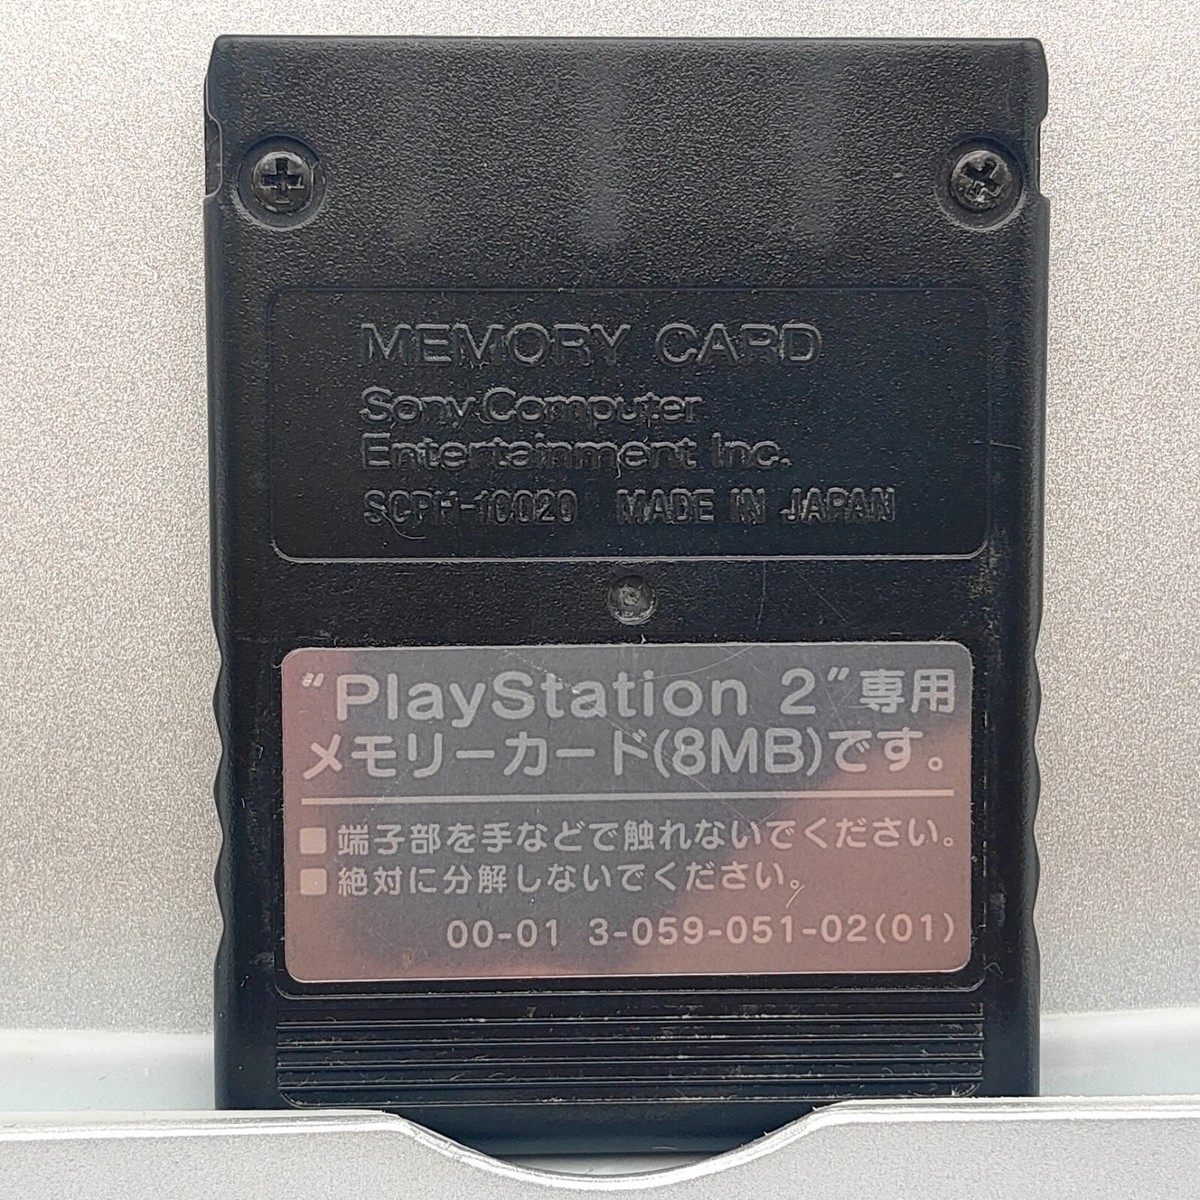 MEMORY CARD
Sony Computer
Entertainment Inc.
SCPH-10020 MADE IN JAPAN
“PlayStation 2”専用
メモリーカード(8MB)です。
■端子部を手などで触れないでください。
■絶対に分解しないでください。
00-01 3-059-051-02(01)